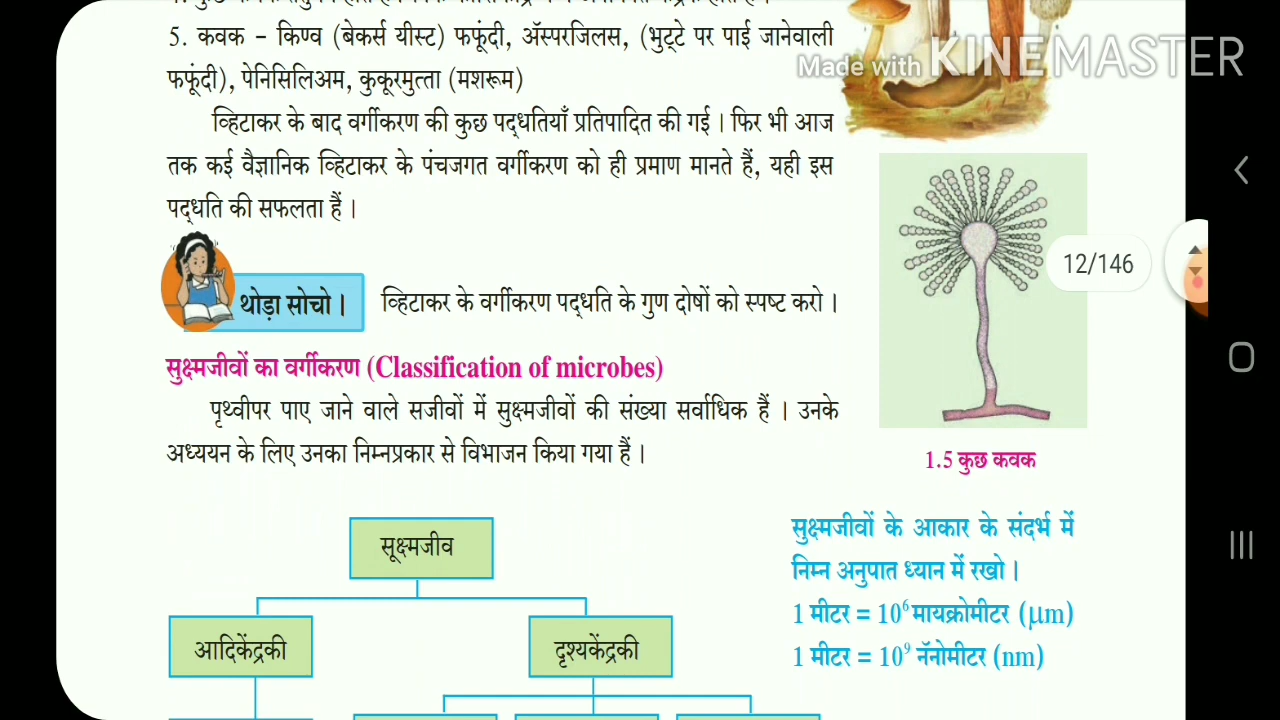 5. कवक – किण्व (बेकर्स यीस्ट) फफूंदी, ॲस्परजिलस, (भुट्टे पर पाई जानेवाली
फफूंदी), पेनिसिलिअम, कुकूरमुत्ता (मशरूम)
Made with KINEMASTER
व्हिटाकर के बाद वर्गीकरण की कुछ पद्धतियाँ प्रतिपादित की गई । फिर भी आज
तक कई वैज्ञानिक व्हिटाकर के पंचजगत वर्गीकरण को ही प्रमाण मानते हैं, यही इस
पद्धति की सफलता हैं ।
12/146
थोड़ा सोचो ।
व्हिटाकर के वर्गीकरण पद्धति के गुण दोषों को स्पष्ट करो ।
सुक्ष्मजीवों का वर्गीकरण (Classification of microbes)
पृथ्वीपर पाए जाने वाले सजीवों में सुक्ष्मजीवों की संख्या सर्वाधिक हैं । उनके
अध्ययन के लिए उनका निम्नप्रकार से विभाजन किया गया हैं ।
1.5 कुछ कवक
सूक्ष्मजीव
आदिकेंद्रकी
दृश्यकेंद्रकी
सुक्ष्मजीवों के आकार के संदर्भ में
निम्न अनुपात ध्यान में रखो ।
1 मीटर = 10⁶ मायक्रोमीटर (μm)
1 मीटर = 10⁹ नॅनोमीटर (nm)